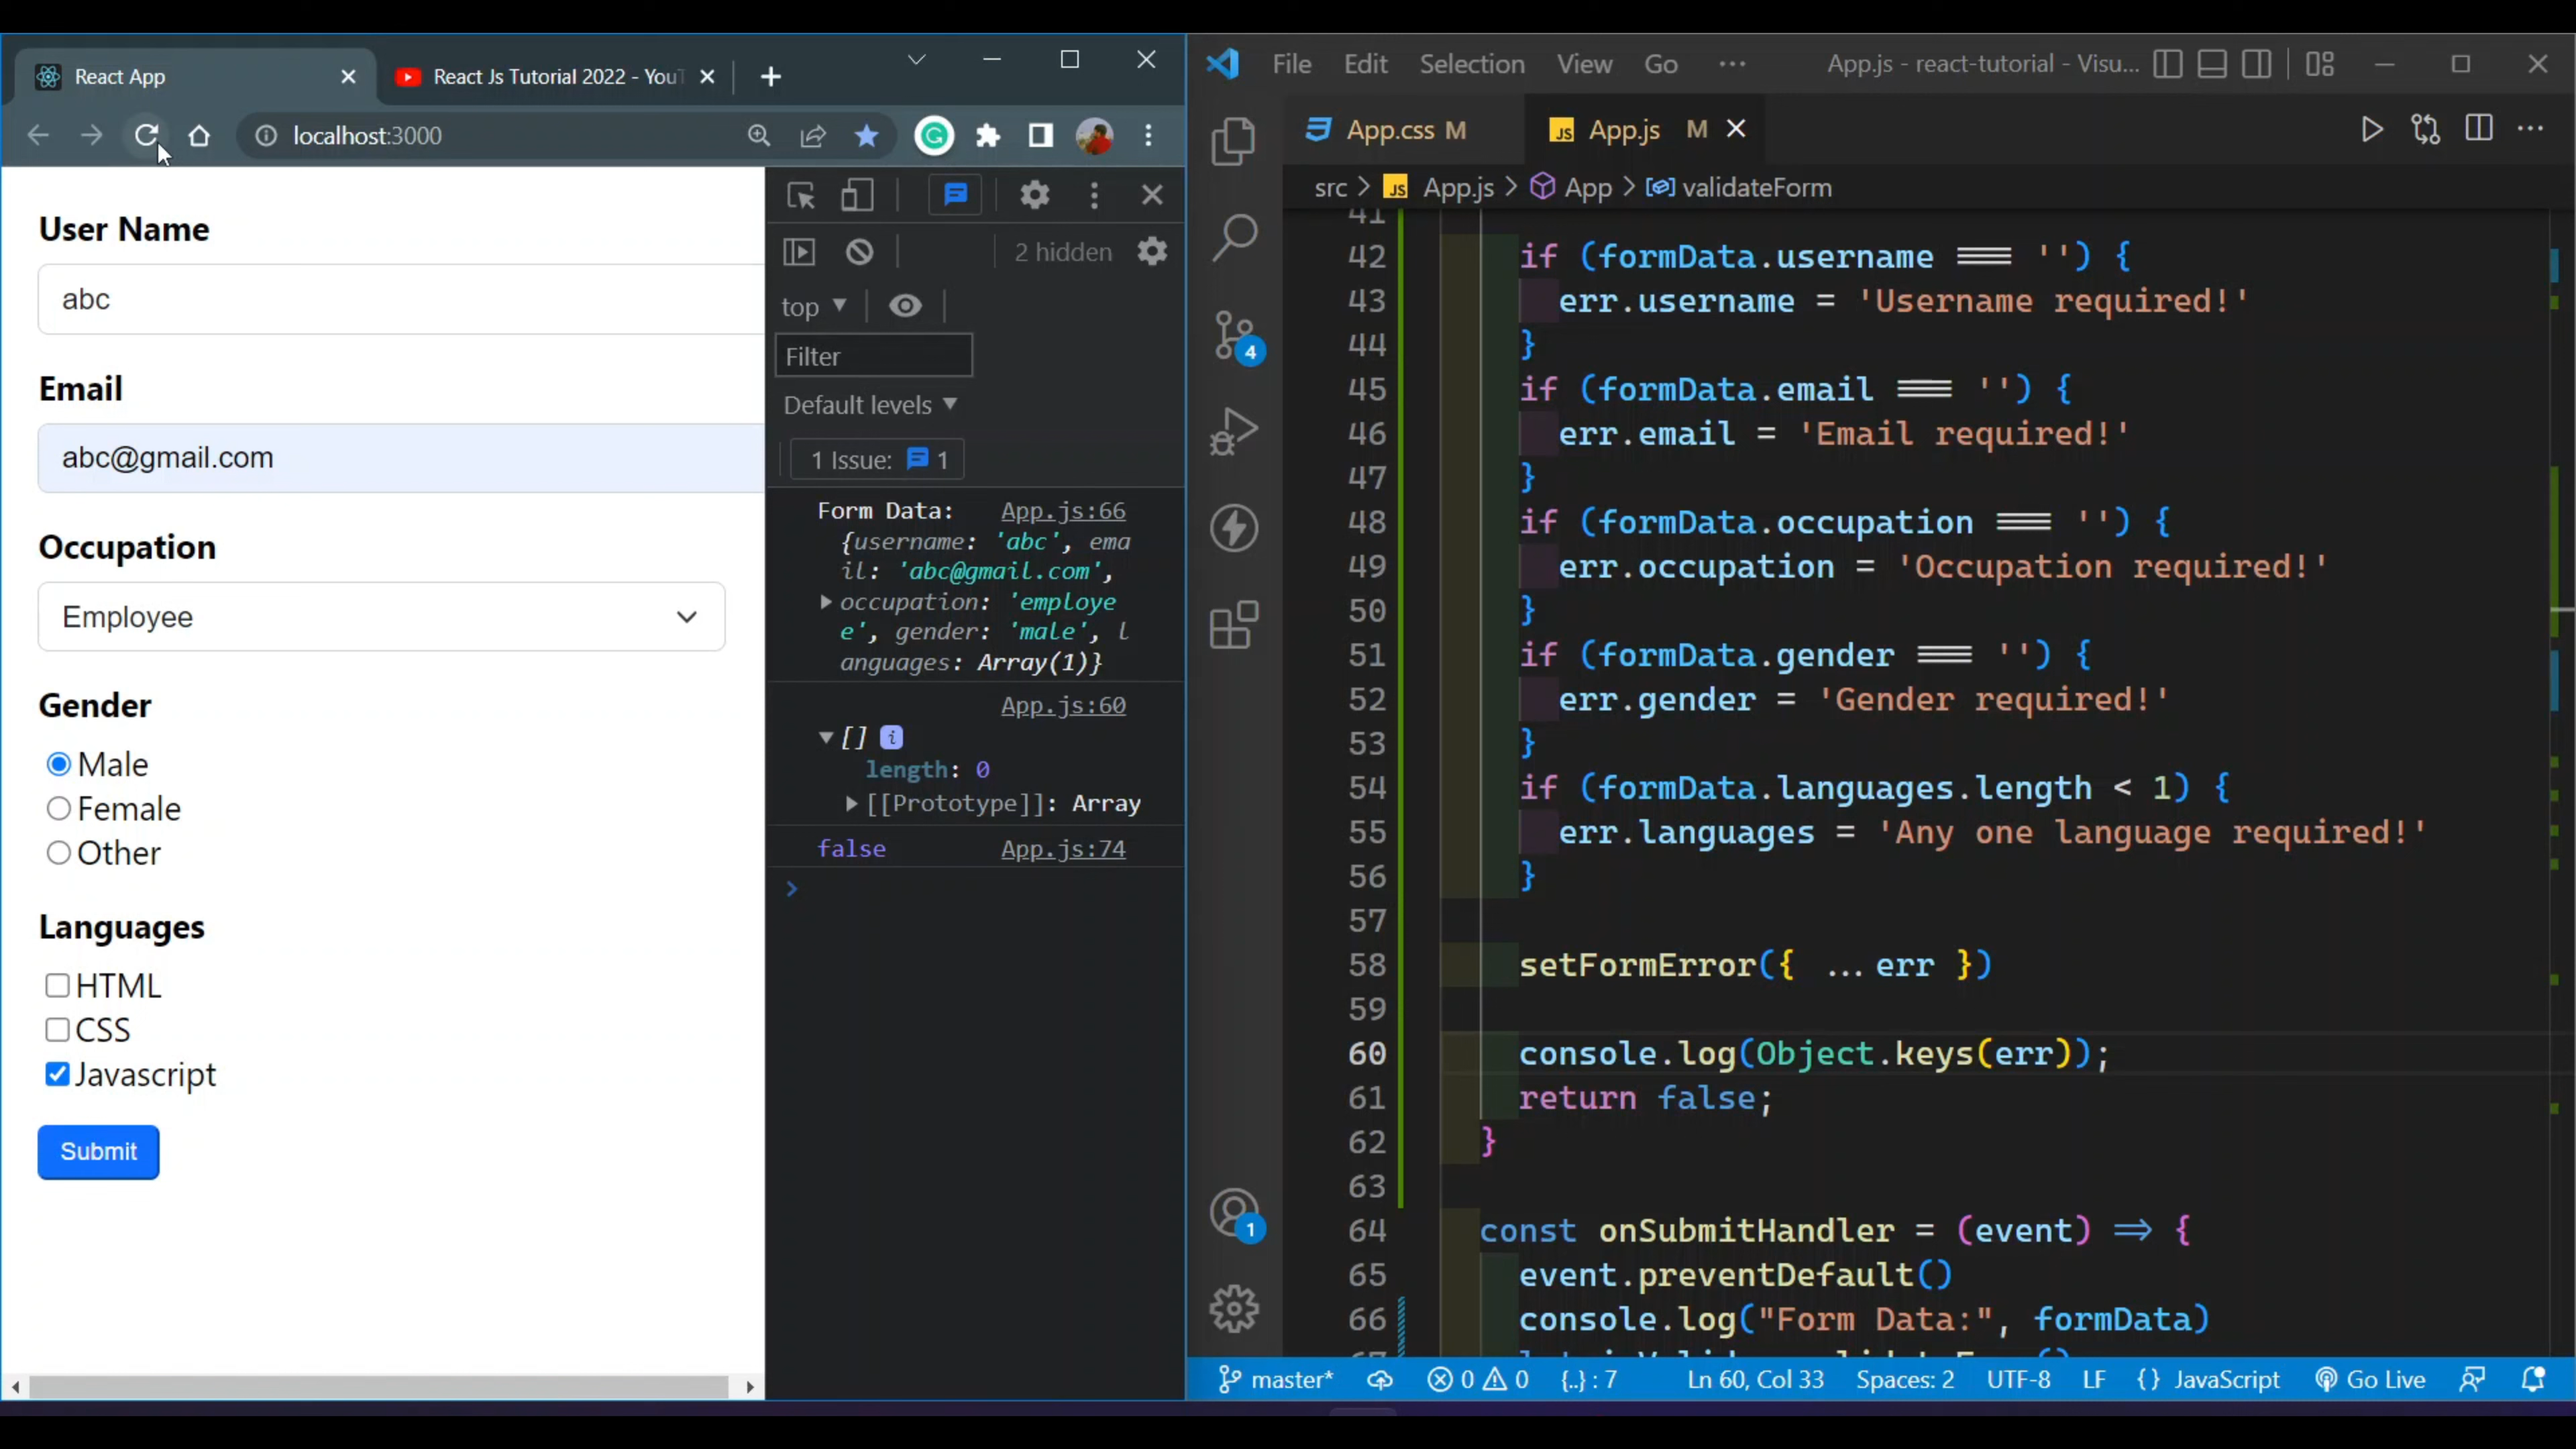 React App
React Js Tutorial 2022 - YouT
localhost:3000
User Name
abc
Email
abc@gmail.com
Occupation
Employee
Gender
Male
Female
Other
Languages
HTML
CSS
Javascript
Submit
2 hidden
top
Filter
Default levels
1 Issue: 1
Form Data: App.js:66
{username: 'abc', ema
il: 'abc@gmail.com',
occupation: 'employe
e', gender: 'male', l
anguages: Array(1)}
App.js:60
[] i
length: 0
[[Prototype]]: Array
false App.js:74
File Edit Selection View Go ··· App.js - react-tutorial - Visu...
App.css M JS App.js M
src > JS App.js > App > validateForm
4
1
41
42 if (formData.username === '') {
43 err.username = 'Username required!'
44 }
45 if (formData.email === '') {
46 err.email = 'Email required!'
47 }
48 if (formData.occupation === '') {
49 err.occupation = 'Occupation required!'
50 }
51 if (formData.gender === '') {
52 err.gender = 'Gender required!'
53 }
54 if (formData.languages.length < 1) {
55 err.languages = 'Any one language required!'
56 }
57
58 setFormError({ ...err })
59
60 console.log(Object.keys(err));
61 return false;
62 }
63
64 const onSubmitHandler = (event) => {
65 event.preventDefault()
66 console.log("Form Data:", formData)
master* 0 0 {..} : 7 Ln 60, Col 33 Spaces: 2 UTF-8 LF {} JavaScript Go Live